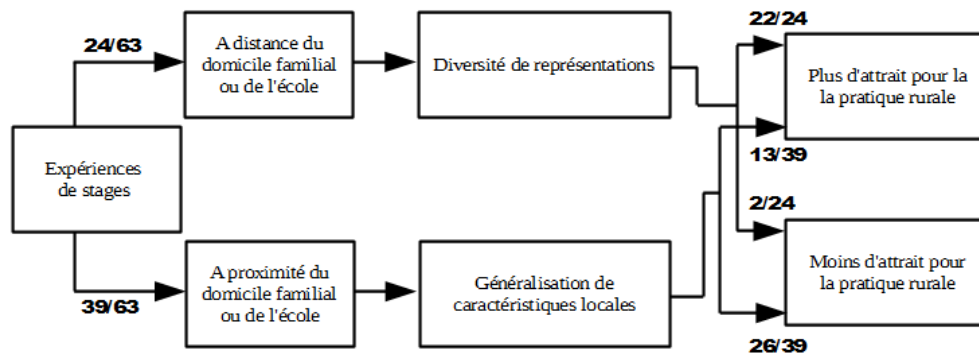 24/63
A distance du
domicile familial
ou de l'école
Diversité de représentations
22/24
Plus d'attrait pour la
la pratique rurale
13/39
Expériences
de stages
2/24
39/63
A proximité du
domicile familial
ou de l'école
Généralisation de
caractéristiques locales
Moins d'attrait pour
la pratique rurale
26/39